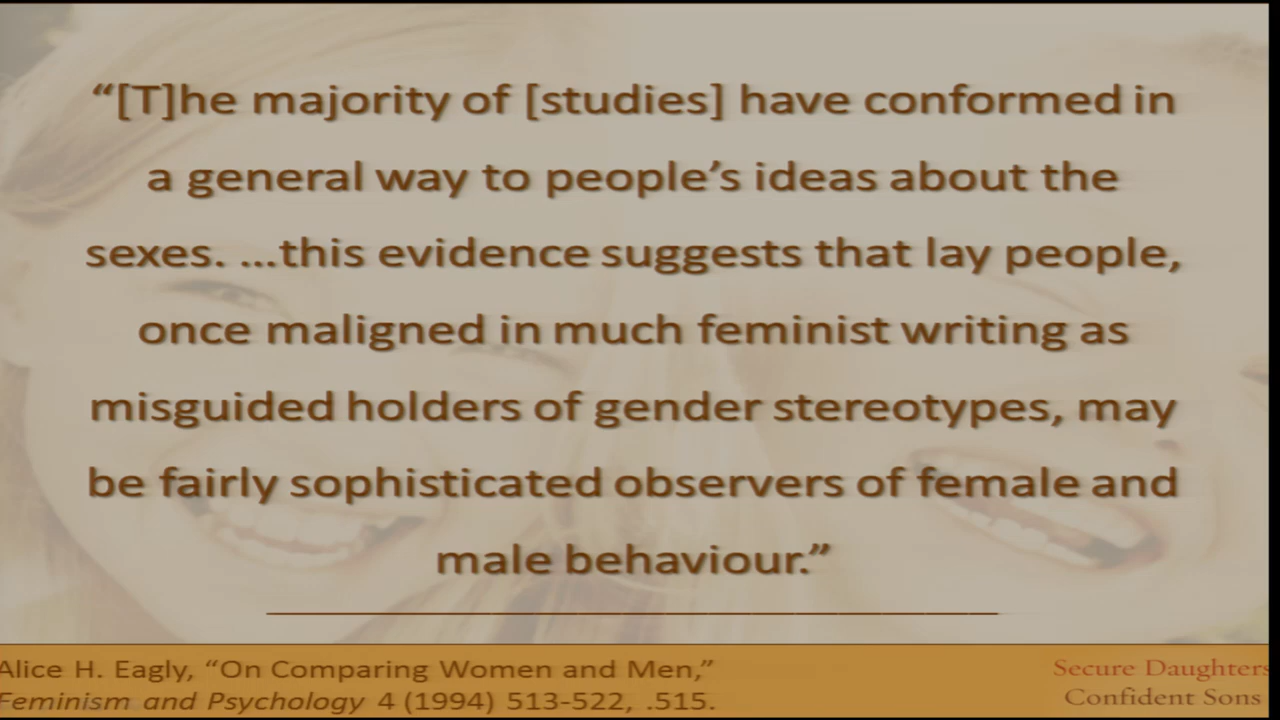 “[T]he majority of [studies] have conformed in
a general way to people’s ideas about the
sexes. ...this evidence suggests that lay people,
once maligned in much feminist writing as
misguided holders of gender stereotypes, may
be fairly sophisticated observers of female and
male behaviour.”
Alice H. Eagly, “On Comparing Women and Men,”
Feminism and Psychology 4 (1994) 513-522, .515.
Secure Daughters
Confident Sons